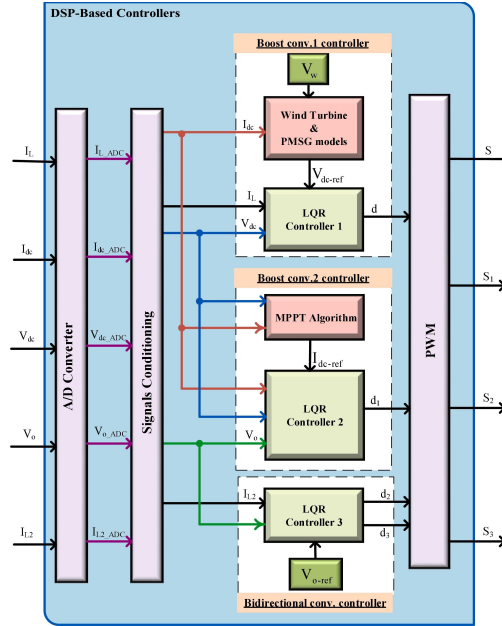 DSP-Based Controllers
Boost conv.1 controller
V_w
I_dc
Wind Turbine
&
PMSG models
V_dc-ref
I_L
I_L_ADC
I_L
V_dc
LQR
Controller 1
d
S
I_dc
I_dc_ADC
Boost conv.2 controller
S_1
MPPT Algorithm
V_dc
V_dc_ADC
I_dc-ref
A/D Converter
Signals Conditioning
PWM
LQR
Controller 2
d_1
S_2
V_o
V_o_ADC
V_o
I_L2
LQR
Controller 3
d_2
d_3
I_L2
I_L2_ADC
S_3
V_o-ref
Bidirectional conv. controller